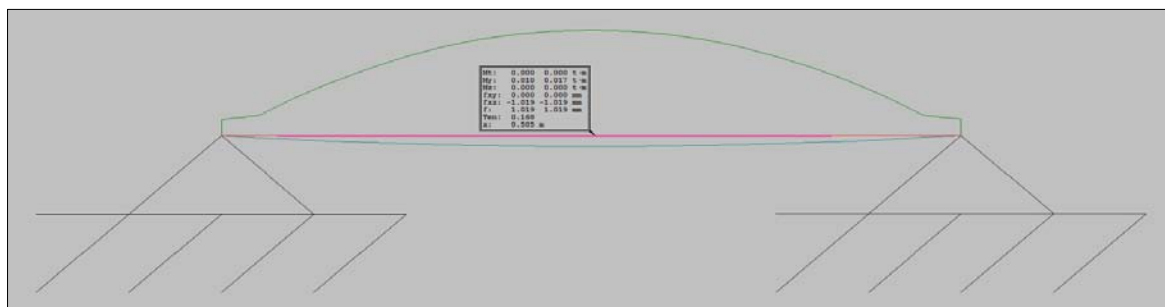 Mt: 0.000 0.000 t·m
My: 0.010 0.017 t·m
Mz: 0.000 0.000 t·m
fxy: 0.000 0.000 mm
fxz: -1.019 -1.019 mm
f: 1.019 1.019 mm
Ten: 0.160
x: 0.505 m